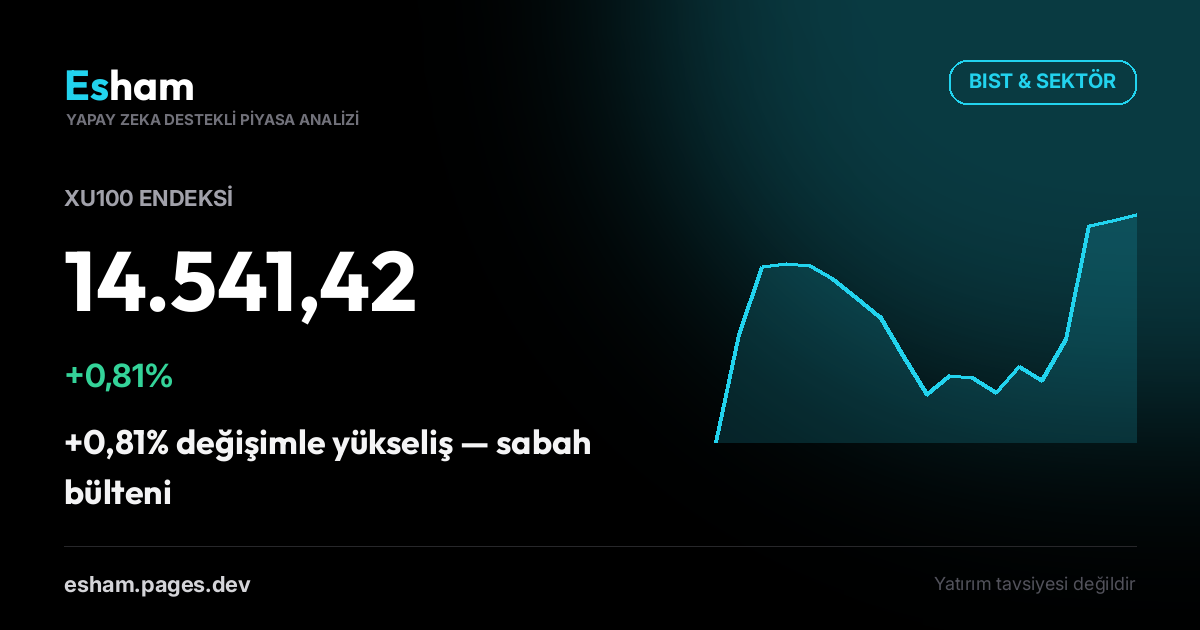 Esham
YAPAY ZEKA DESTEKLİ PİYASA ANALİZİ
BIST & SEKTÖR
XU100 ENDEKSİ
14.541,42
+0,81%
+0,81% değişimle yükseliş — sabah
bülteni
esham.pages.dev
Yatırım tavsiyesi değildir